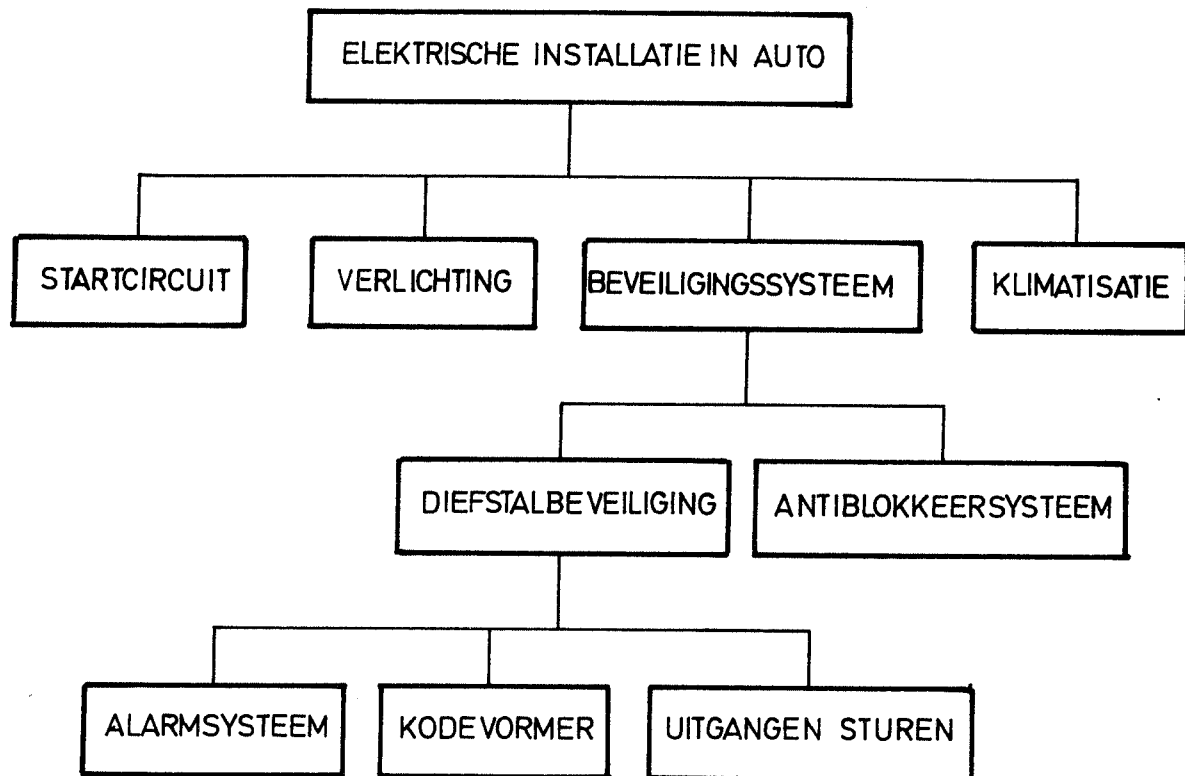 ELEKTRISCHE INSTALLATIE IN AUTO
STARTCIRCUIT
VERLICHTING
BEVEILIGINGSSYSTEEM
KLIMATISATIE
DIEFSTALBEVEILIGING
ANTIBLOKKEERSYSTEEM
ALARMSYSTEEM
KODEVORMER
UITGANGEN STUREN